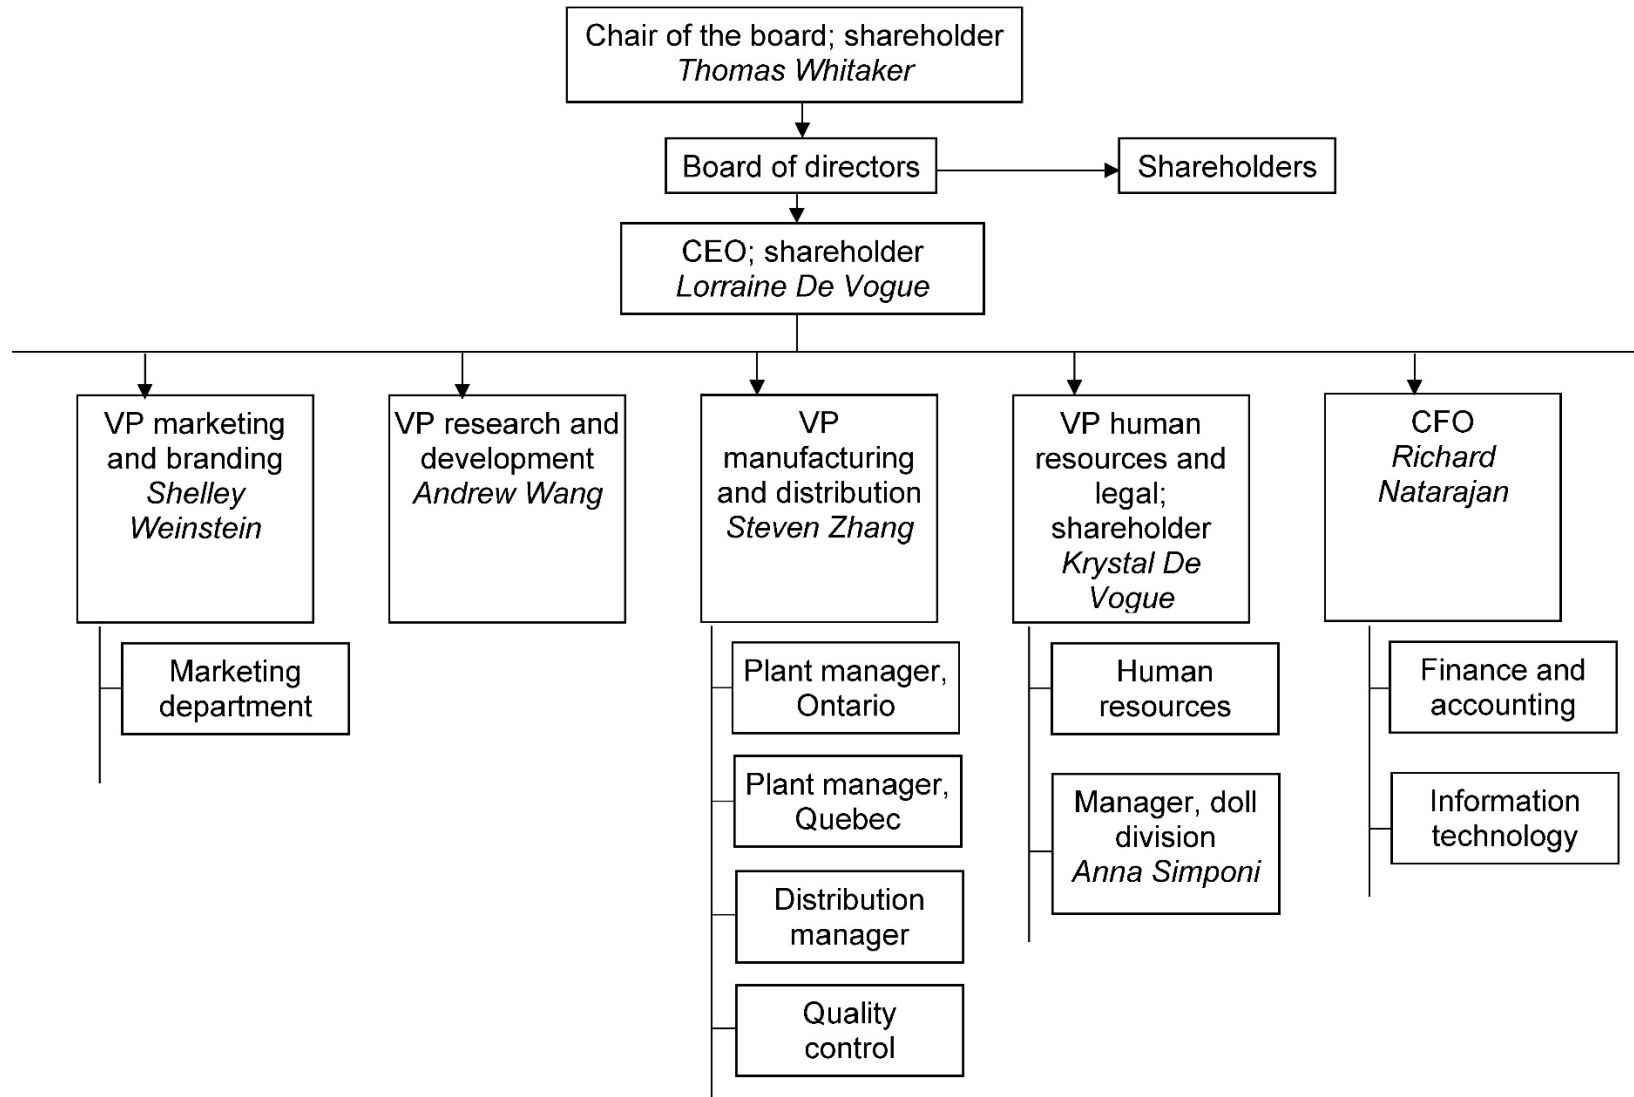 Chair of the board; shareholder
Thomas Whitaker
Board of directors
Shareholders
CEO; shareholder
Lorraine De Vogue
VP marketing
and branding
Shelley
Weinstein
VP research and
development
Andrew Wang
VP
manufacturing
and distribution
Steven Zhang
VP human
resources and
legal;
shareholder
Krystal De
Vogue
CFO
Richard
Natarajan
Marketing
department
Plant manager,
Ontario
Plant manager,
Quebec
Distribution
manager
Quality
control
Human
resources
Manager, doll
division
Anna Simponi
Finance and
accounting
Information
technology